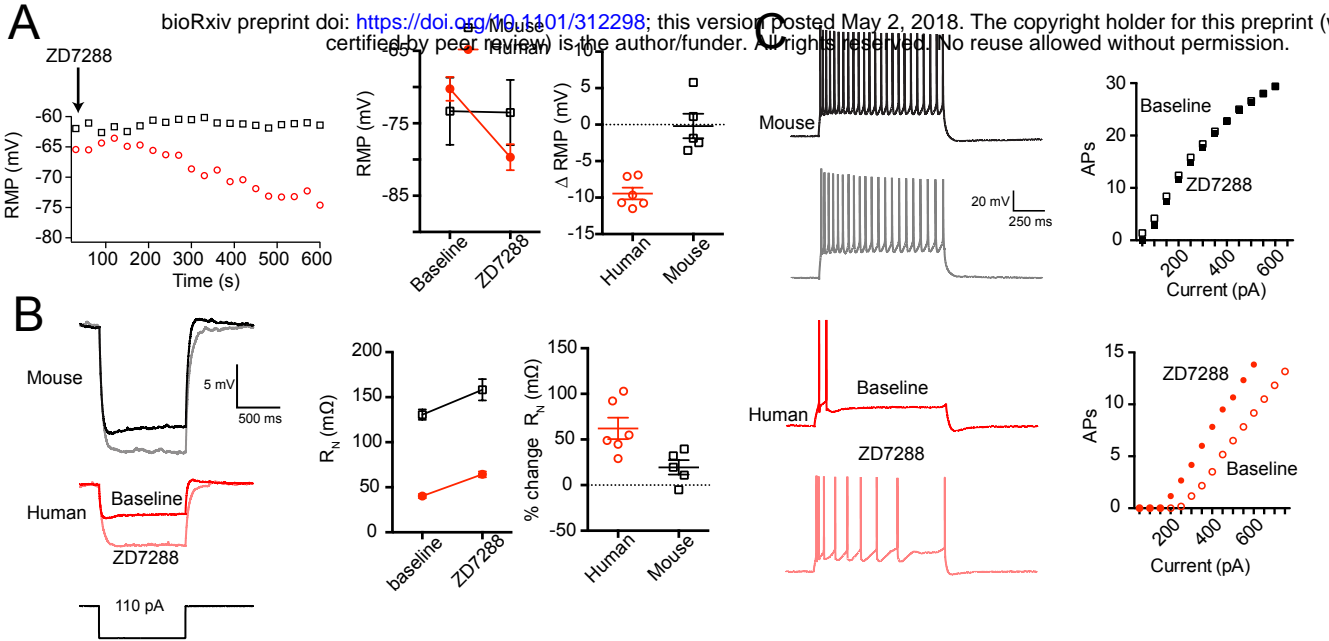 bioRxiv preprint doi: https://doi.org/10.1101/312298; this version posted May 2, 2018. The copyright holder for this preprint
certified by peer review) is the author/funder. All rights reserved. No reuse allowed without permission.
A
ZD7288
RMP (mV)
-60
-65
-70
-75
-80
100
200
300
400
500
600
Time (s)
Mouse
Human
RMP (mV)
-65
-75
-85
Baseline
ZD7288
Δ RMP (mV)
10
5
0
-5
-10
-15
Human
Mouse
B
Mouse
5 mV
500 ms
Human
Baseline
ZD7288
110 pA
R_N (mΩ)
200
150
100
50
0
baseline
ZD7288
% change R_N (mΩ)
150
100
50
0
-50
Human
Mouse
C
Mouse
20 mV
250 ms
APs
30
20
10
0
Baseline
ZD7288
200
400
600
Current (pA)
Human
Baseline
ZD7288
APs
15
10
5
0
ZD7288
Baseline
200
400
600
Current (pA)